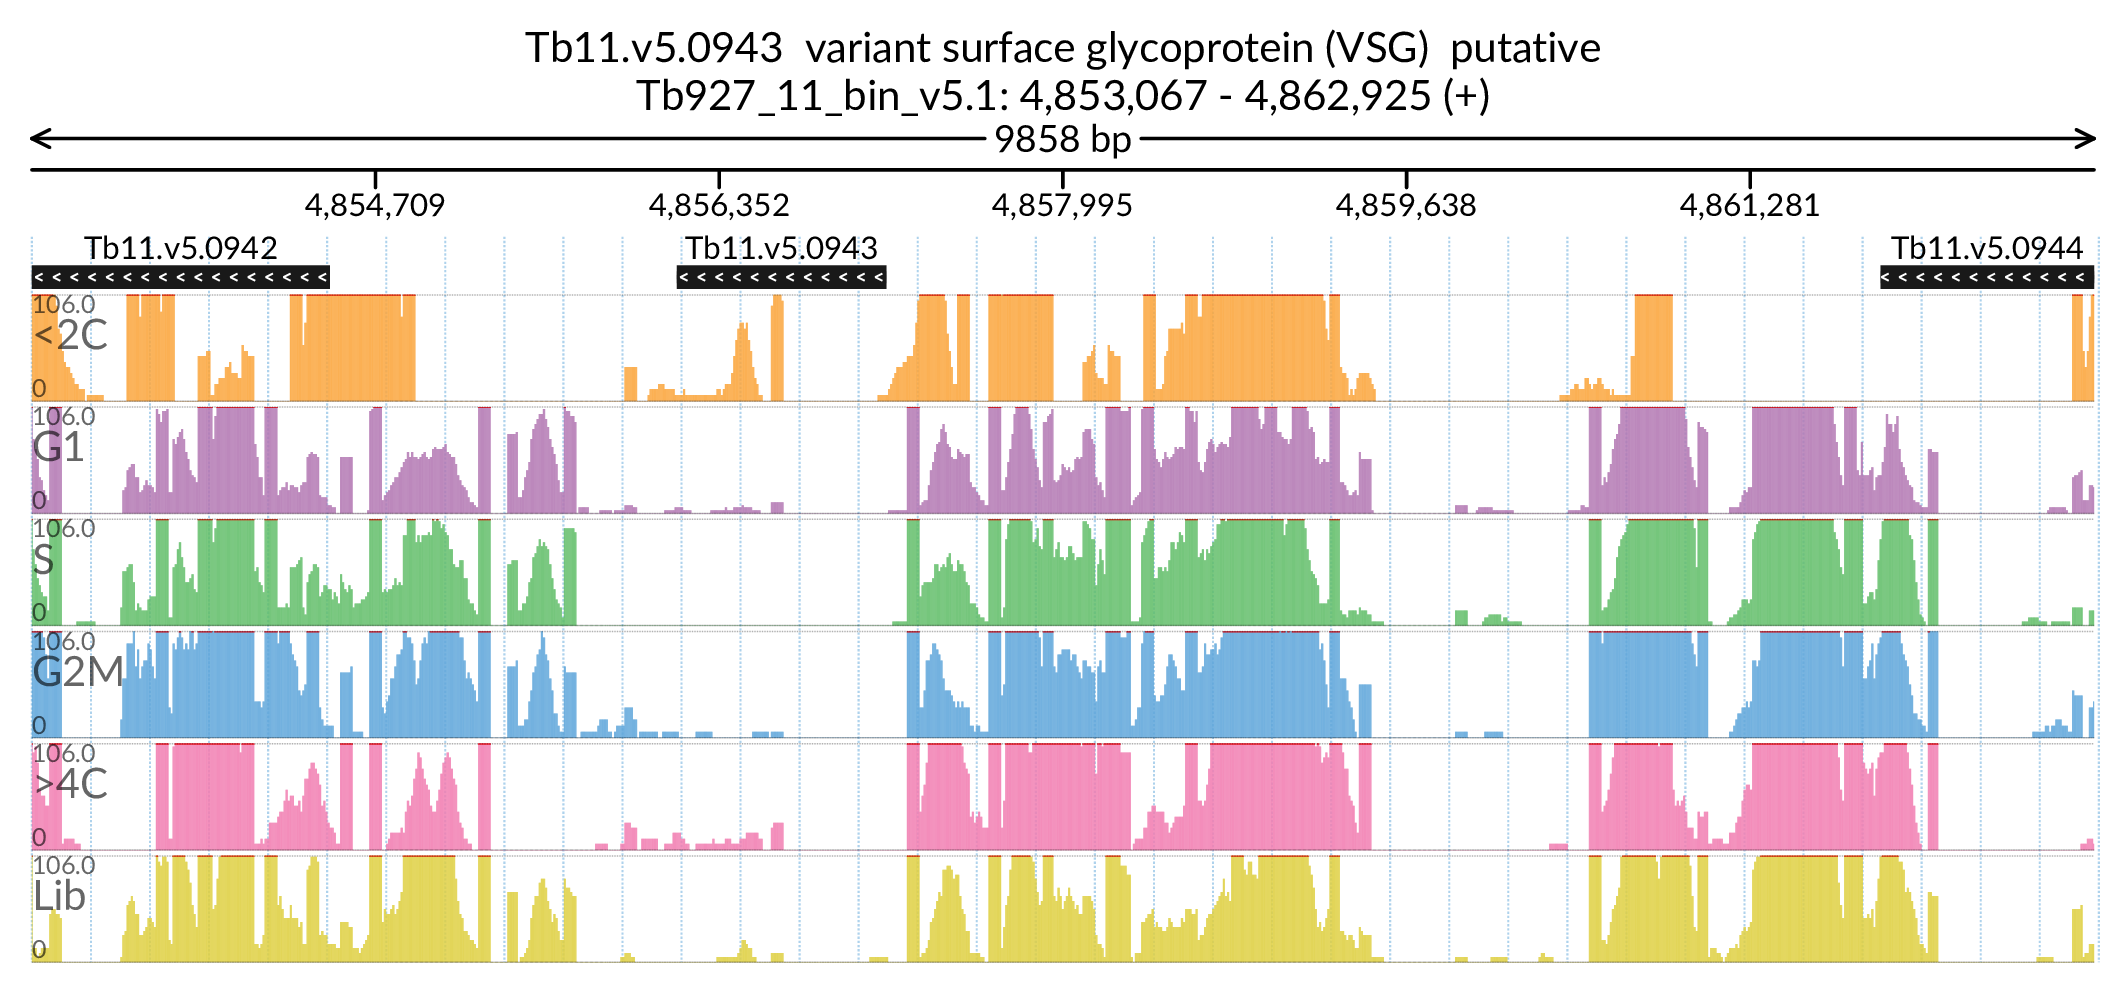 Tb11.v5.0943 variant surface glycoprotein (VSG) putative
Tb927_11_bin_v5.1: 4,853,067 - 4,862,925 (+)
9858 bp
4,854,709 4,856,352 4,857,995 4,859,638 4,861,281
Tb11.v5.0942 Tb11.v5.0943 Tb11.v5.0944
106.0
<2C
0
106.0
G1
0
106.0
S
0
106.0
G2M
0
106.0
>4C
0
106.0
Lib
0